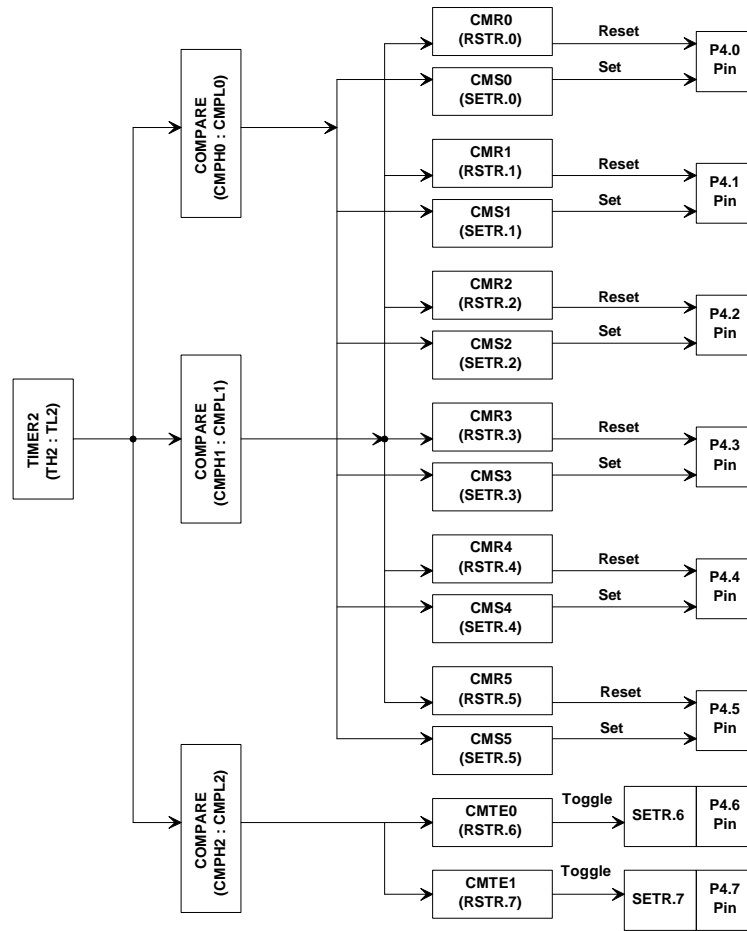 TIMER2
(TH2 : TL2)
COMPARE
(CMPH0 : CMPL0)
COMPARE
(CMPH1 : CMPL1)
COMPARE
(CMPH2 : CMPL2)
CMR0
(RSTR.0)
Reset
CMS0
(SETR.0)
Set
P4.0
Pin
CMR1
(RSTR.1)
Reset
CMS1
(SETR.1)
Set
P4.1
Pin
CMR2
(RSTR.2)
Reset
CMS2
(SETR.2)
Set
P4.2
Pin
CMR3
(RSTR.3)
Reset
CMS3
(SETR.3)
Set
P4.3
Pin
CMR4
(RSTR.4)
Reset
CMS4
(SETR.4)
Set
P4.4
Pin
CMR5
(RSTR.5)
Reset
CMS5
(SETR.5)
Set
P4.5
Pin
CMTE0
(RSTR.6)
Toggle
SETR.6
P4.6
Pin
CMTE1
(RSTR.7)
Toggle
SETR.7
P4.7
Pin